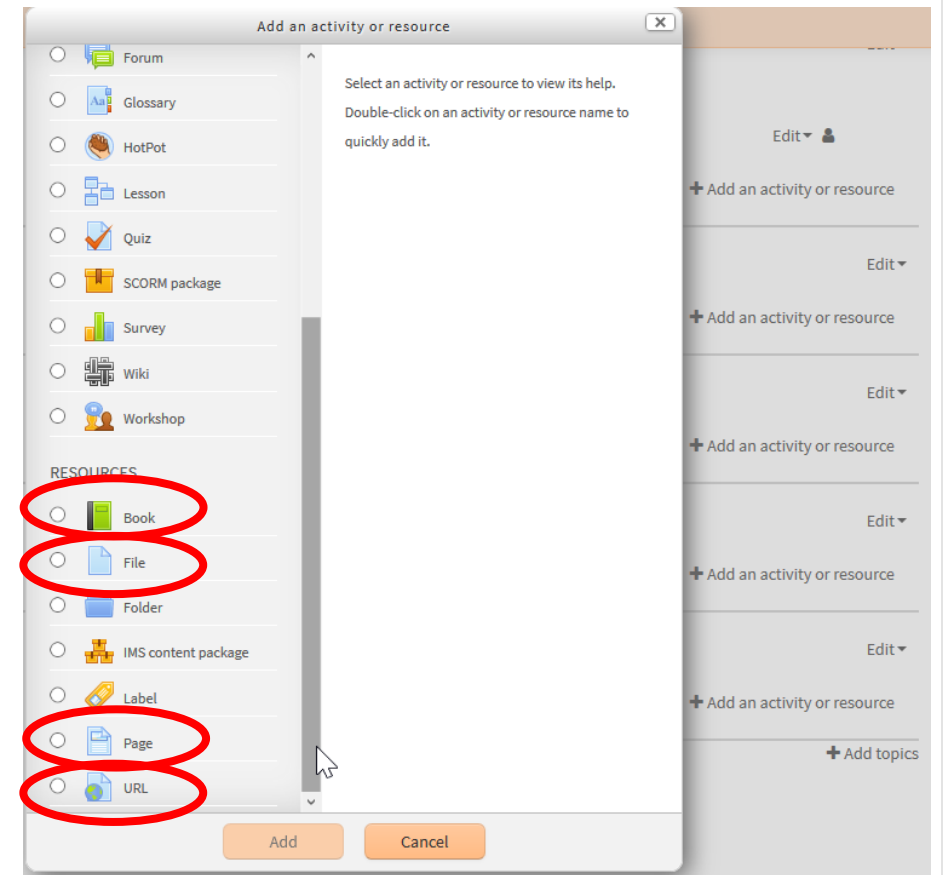 Add an activity or resource
Forum
Glossary
HotPot
Lesson
Quiz
SCORM package
Survey
Wiki
Workshop
RESOURCES
Book
File
Folder
IMS content package
Label
Page
URL
Select an activity or resource to view its help.
Double-click on an activity or resource name to
quickly add it.
Add
Cancel
Edit
+ Add an activity or resource
Edit
+ Add an activity or resource
Edit
+ Add an activity or resource
Edit
+ Add an activity or resource
Edit
+ Add an activity or resource
+ Add topics